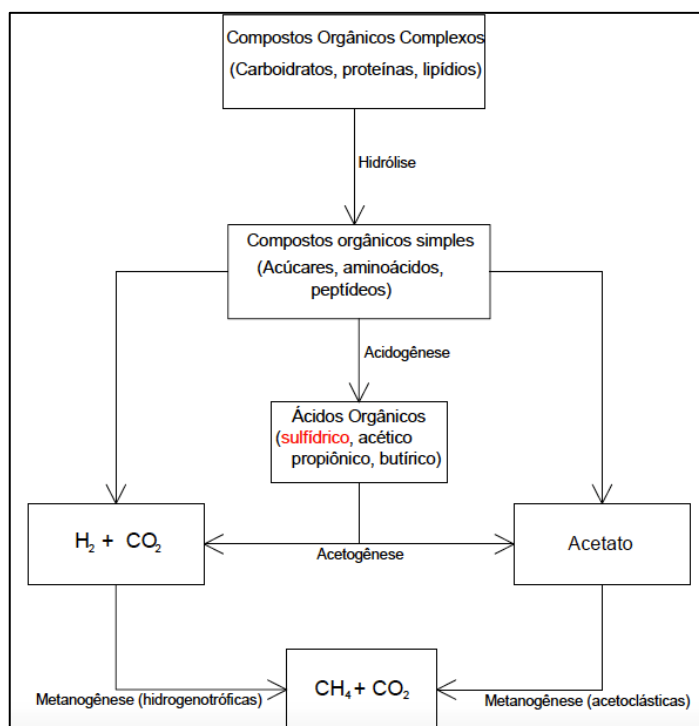 Compostos Orgânicos Complexos
(Carboidratos, proteínas, lipídios)
Hidrólise
Compostos orgânicos simples
(Acúcares, aminoácidos,
peptídeos)
Acidogênese
Ácidos Orgânicos
(sulfídrico, acético
propiônico, butírico)
H₂ + CO₂
Acetogênese
Acetato
Metanogênese (hidrogenotróficas)
CH₄ + CO₂
Metanogênese (acetoclásticas)